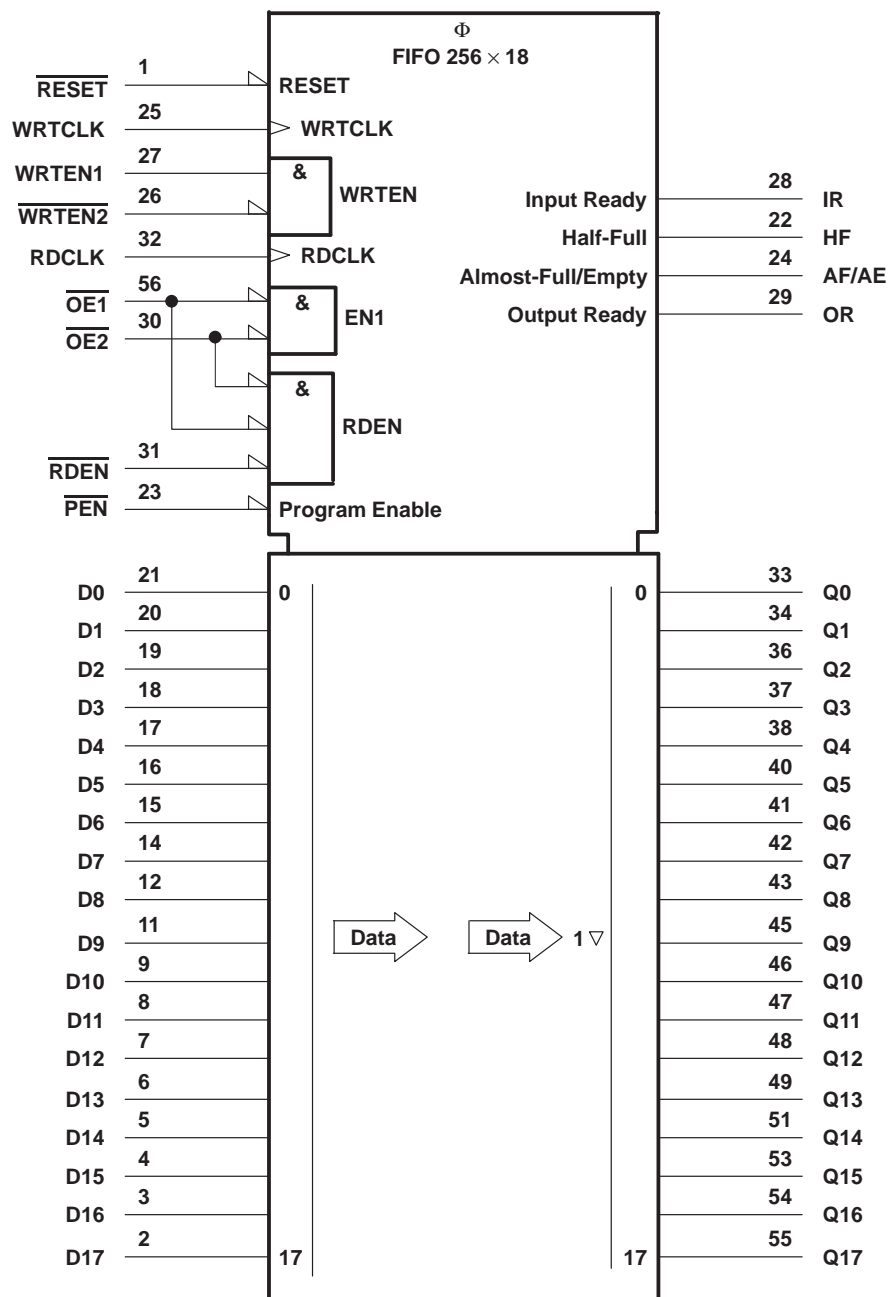 Φ
FIFO 256 × 18
RESET 1 RESET
WRTCLK 25 WRTCLK
WRTEN1 27 & WRTEN
WRTEN2 26
RDCLK 32 RDCLK
OE1 56 & EN1
OE2 30
& RDEN
RDEN 31
PEN 23 Program Enable
Input Ready 28 IR
Half-Full 22 HF
Almost-Full/Empty 24 AF/AE
Output Ready 29 OR
D0 21 0 0 33 Q0
D1 20 34 Q1
D2 19 36 Q2
D3 18 37 Q3
D4 17 38 Q4
D5 16 40 Q5
D6 15 41 Q6
D7 14 42 Q7
D8 12 43 Q8
D9 11 Data Data 1 ▽ 45 Q9
D10 9 46 Q10
D11 8 47 Q11
D12 7 48 Q12
D13 6 49 Q13
D14 5 51 Q14
D15 4 53 Q15
D16 3 54 Q16
D17 2 17 17 55 Q17